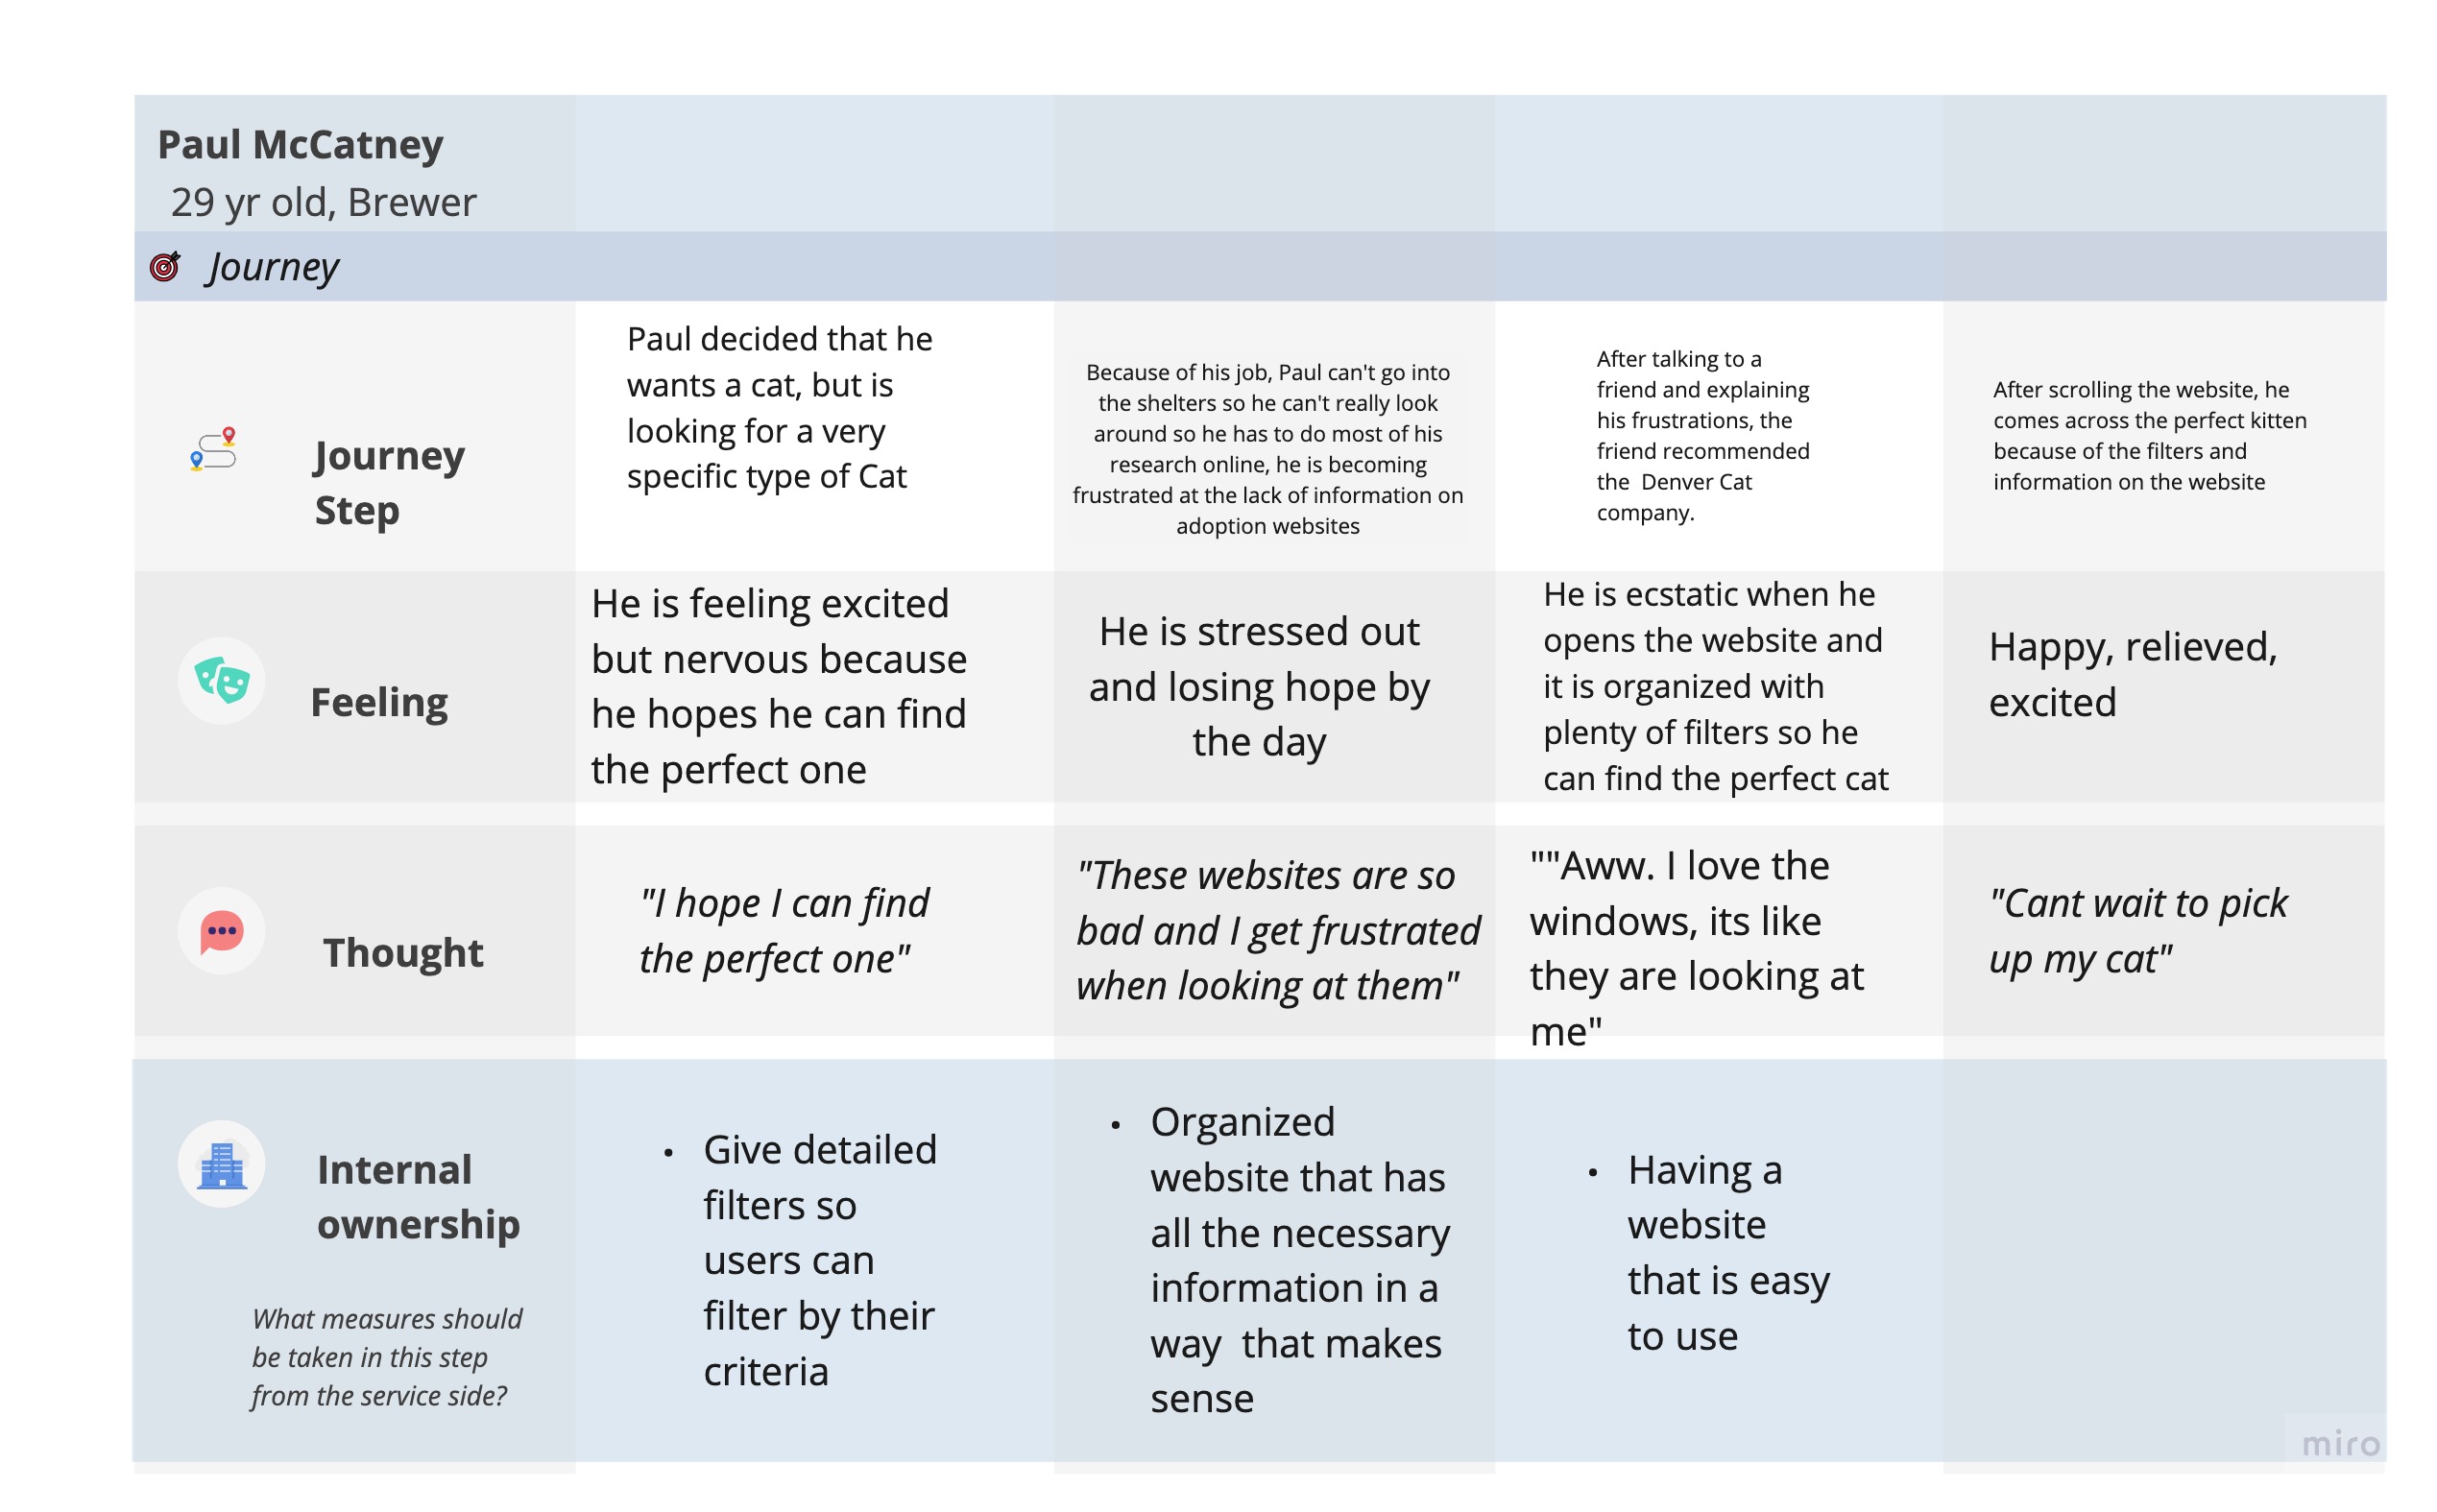 Paul McCatney
29 yr old, Brewer
Journey
Journey
Step
Paul decided that he
wants a cat, but is
looking for a very
specific type of Cat
Because of his job, Paul can't go into
the shelters so he can't really look
around so he has to do most of his
research online, he is becoming
frustrated at the lack of information on
adoption websites
After talking to a
friend and explaining
his frustrations, the
friend recommended
the  Denver Cat
company.
After scrolling the website, he
comes across the perfect kitten
because of the filters and
information on the website
Feeling
He is feeling excited
but nervous because
he hopes he can find
the perfect one
He is stressed out
and losing hope by
the day
He is ecstatic when he
opens the website and
it is organized with
plenty of filters so he
can find the perfect cat
Happy, relieved,
excited
Thought
"I hope I can find
the perfect one"
"These websites are so
bad and I get frustrated
when looking at them"
""Aww. I love the
windows, its like
they are looking at
me"
"Cant wait to pick
up my cat"
Internal
ownership
What measures should
be taken in this step
from the service side?
• Give detailed
filters so
users can
filter by their
criteria
• Organized
website that has
all the necessary
information in a
way  that makes
sense
• Having a
website
that is easy
to use
miro